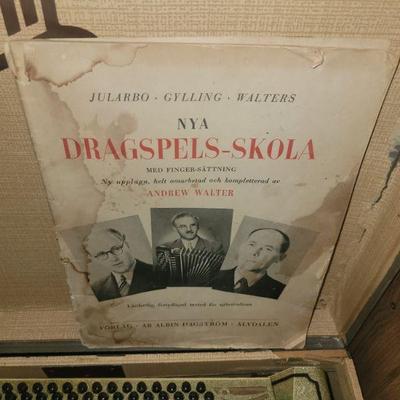 JULARBO · GYLLING · WALTERS
NYA
DRAGSPELS-SKOLA
MED FINGER-SÄTTNING
Ny upplaga, helt omarbetad och kompletterad av
ANDREW WALTER
FÖRLAG · AB ALBIN HAGSTRÖM · ÄLVDALEN